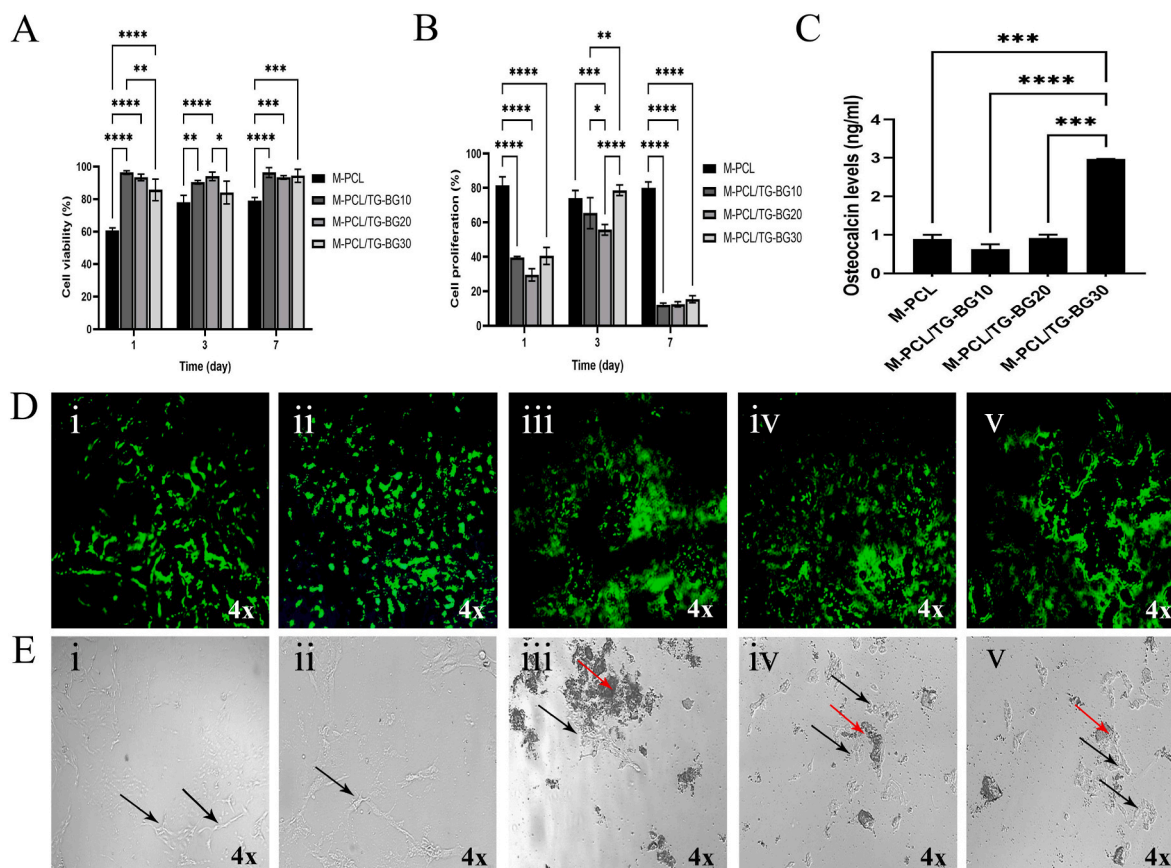 A
****
**
****
****
****
**
*
***
***
****
Cell viability (%)
100
80
60
40
20
0
1
3
7
Time (day)
M-PCL
M-PCL/TG-BG10
M-PCL/TG-BG20
M-PCL/TG-BG30
B
****
****
****
**
***
*
****
****
****
****
Cell proliferation (%)
100
80
60
40
20
0
1
3
7
Time (day)
M-PCL
M-PCL/TG-BG10
M-PCL/TG-BG20
M-PCL/TG-BG30
C
***
****
***
Osteocalcin levels (ng/ml)
4
3
2
1
0
M-PCL
M-PCL/TG-BG10
M-PCL/TG-BG20
M-PCL/TG-BG30
D
i
4x
ii
4x
iii
4x
iv
4x
v
4x
E
i
4x
ii
4x
iii
4x
iv
4x
v
4x